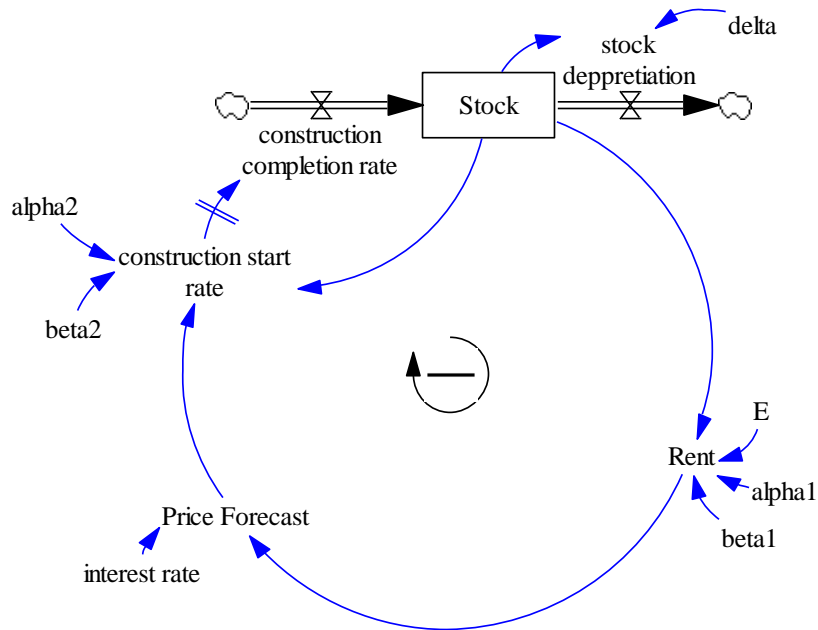 delta
stock
deppretiation
Stock
construction
completion rate
alpha2
construction start
rate
beta2
E
Rent
alpha1
beta1
Price Forecast
interest rate